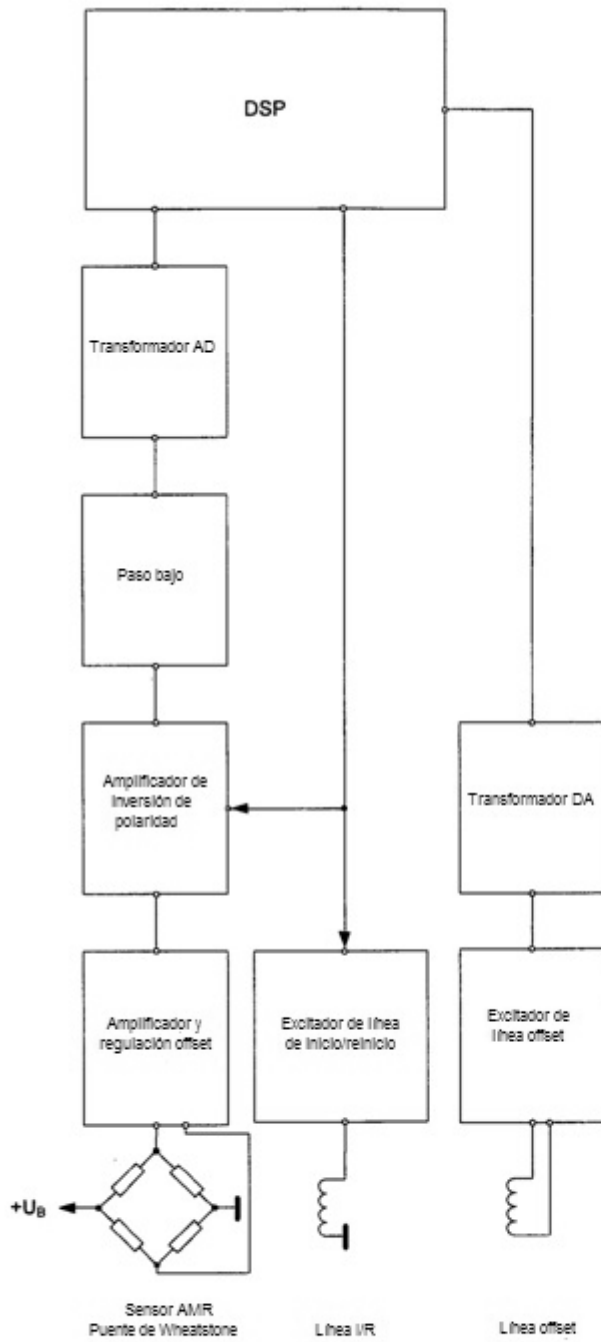 DSP
Transformador AD
Paso bajo
Amplificador de
inversión de
polaridad
Transformador DA
Amplificador y
regulación offset
Excitador de línea
de inicio/reinicio
Excitador de
línea offset
+UB
Sensor AMR
Puente de Wheatstone
Línea I/R
Línea offset